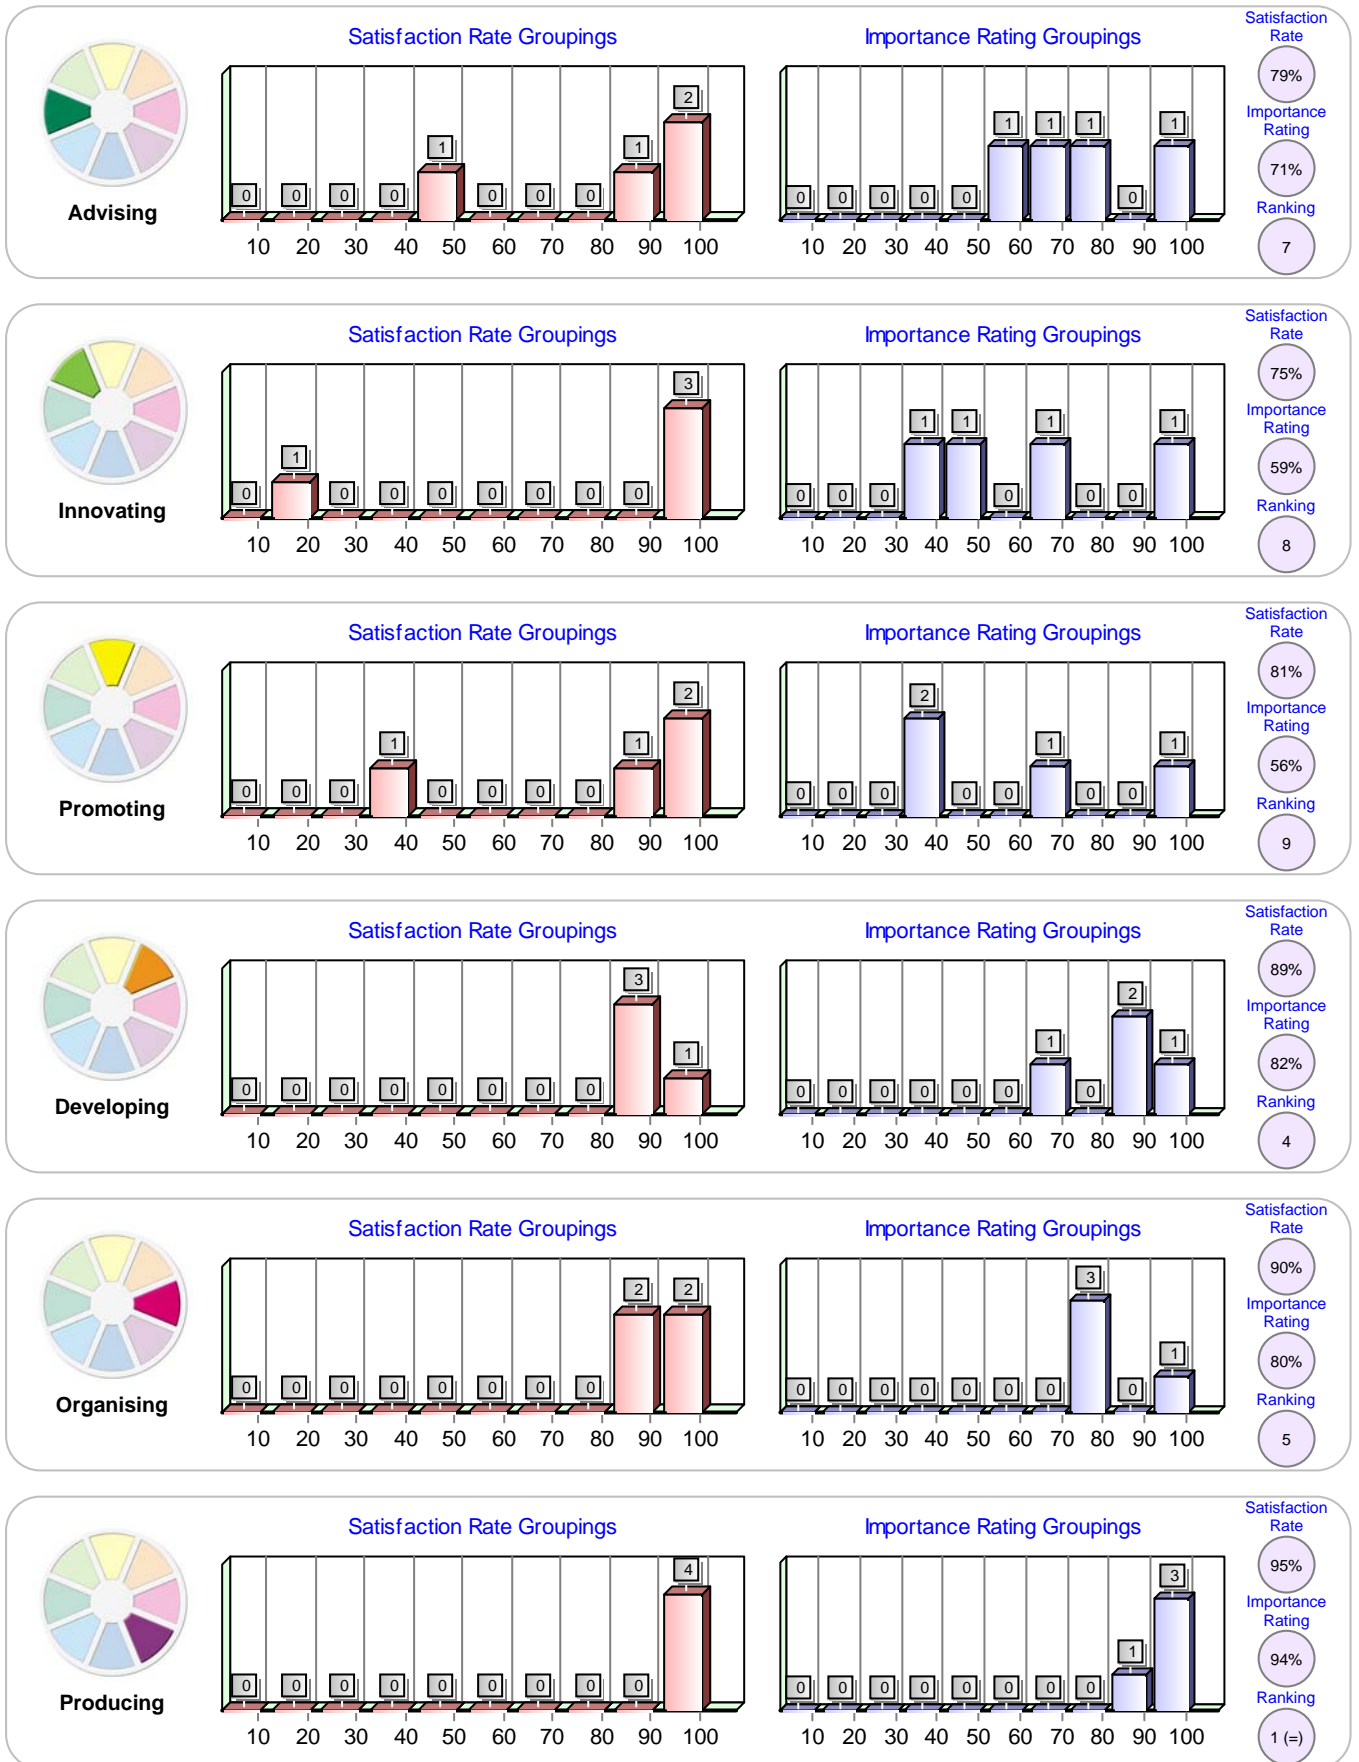 Satisfaction Rate Groupings
Importance Rating Groupings
Satisfaction
Rate
79%
Importance
Rating
71%
Ranking
7
Advising
0 0 0 0 1 0 0 0 1 2
10 20 30 40 50 60 70 80 90 100
0 0 0 0 0 1 1 1 0 1
10 20 30 40 50 60 70 80 90 100
Satisfaction Rate Groupings
Importance Rating Groupings
Satisfaction
Rate
75%
Importance
Rating
59%
Ranking
8
Innovating
0 1 0 0 0 0 0 0 0 3
10 20 30 40 50 60 70 80 90 100
0 0 0 1 1 0 1 0 0 1
10 20 30 40 50 60 70 80 90 100
Satisfaction Rate Groupings
Importance Rating Groupings
Satisfaction
Rate
81%
Importance
Rating
56%
Ranking
9
Promoting
0 0 0 1 0 0 0 0 1 2
10 20 30 40 50 60 70 80 90 100
0 0 0 2 0 0 1 0 0 1
10 20 30 40 50 60 70 80 90 100
Satisfaction Rate Groupings
Importance Rating Groupings
Satisfaction
Rate
89%
Importance
Rating
82%
Ranking
4
Developing
0 0 0 0 0 0 0 0 3 1
10 20 30 40 50 60 70 80 90 100
0 0 0 0 0 0 1 0 2 1
10 20 30 40 50 60 70 80 90 100
Satisfaction Rate Groupings
Importance Rating Groupings
Satisfaction
Rate
90%
Importance
Rating
80%
Ranking
5
Organising
0 0 0 0 0 0 0 0 2 2
10 20 30 40 50 60 70 80 90 100
0 0 0 0 0 0 0 3 0 1
10 20 30 40 50 60 70 80 90 100
Satisfaction Rate Groupings
Importance Rating Groupings
Satisfaction
Rate
95%
Importance
Rating
94%
Ranking
1 (=)
Producing
0 0 0 0 0 0 0 0 0 4
10 20 30 40 50 60 70 80 90 100
0 0 0 0 0 0 0 0 1 3
10 20 30 40 50 60 70 80 90 100